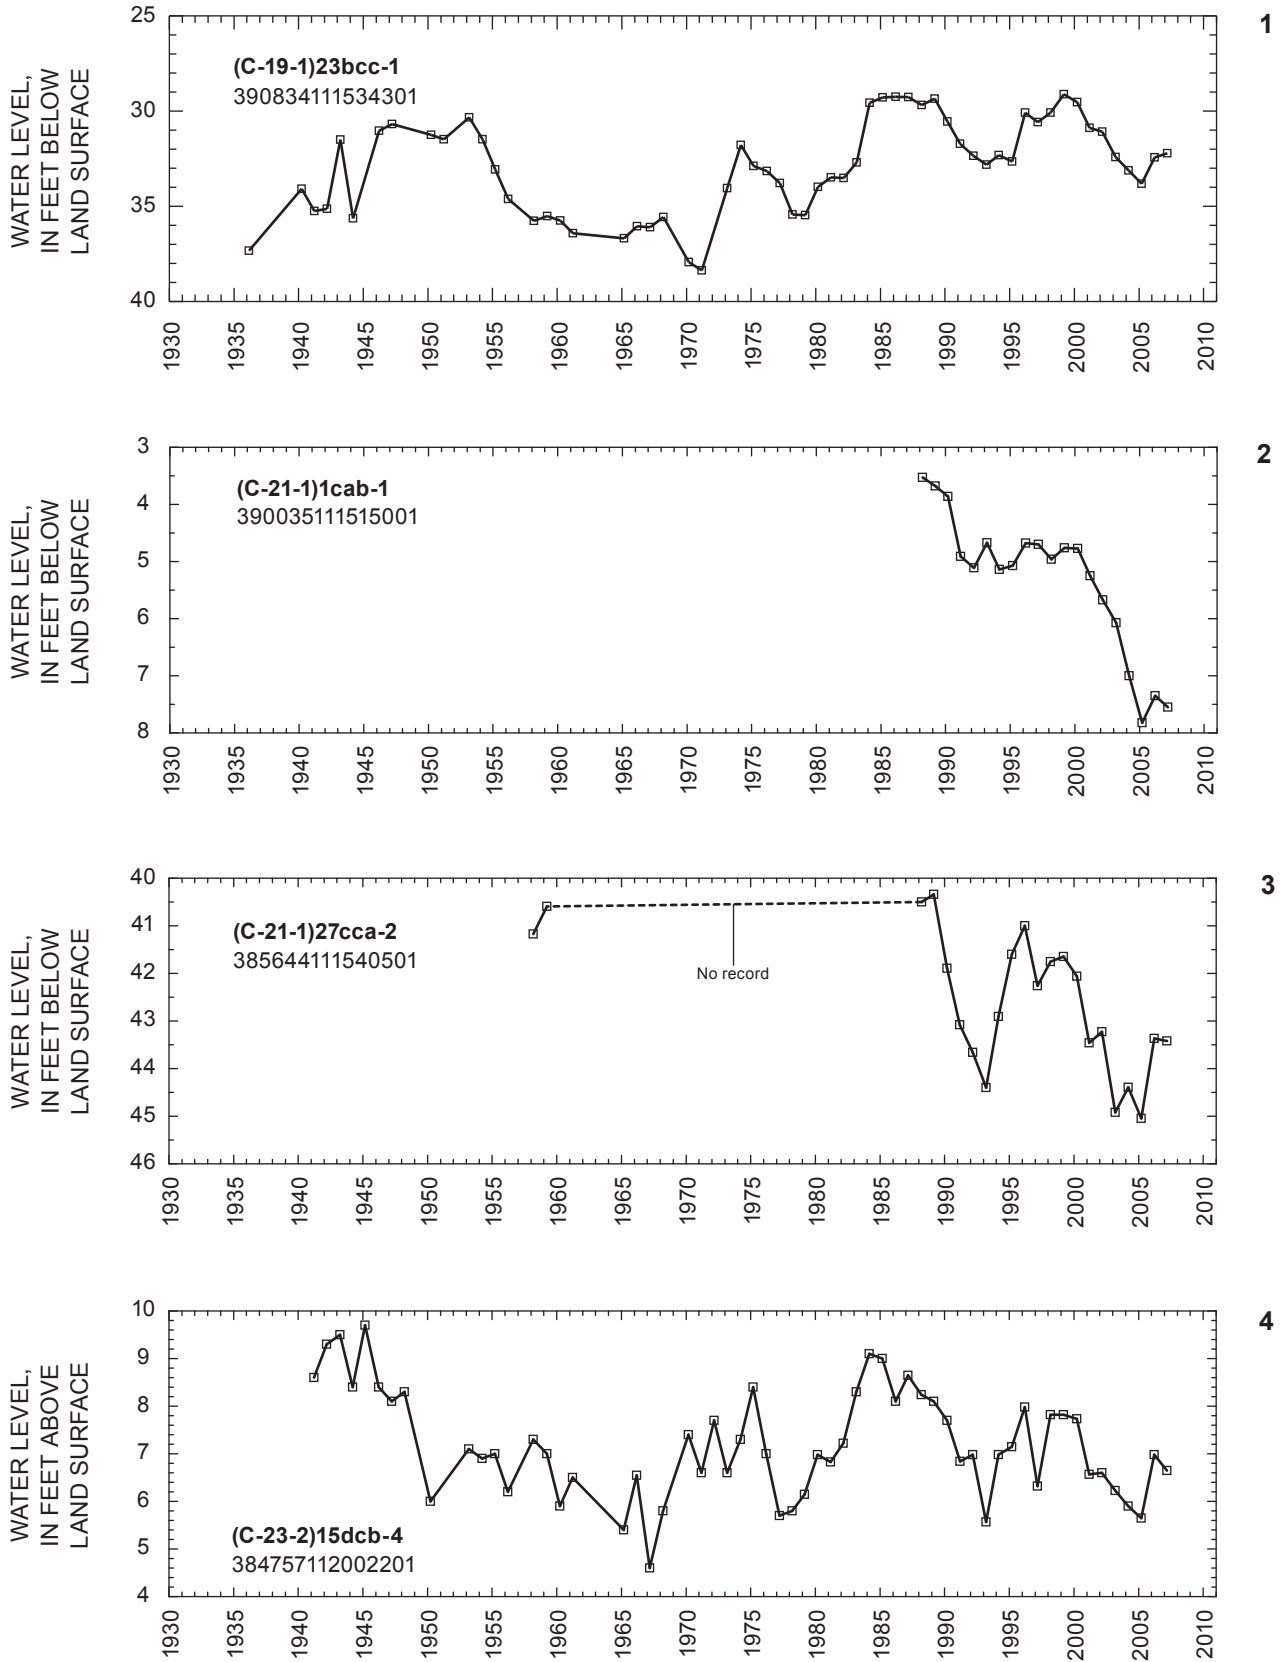 1
WATER LEVEL,
IN FEET BELOW
LAND SURFACE
25
30
35
40
(C-19-1)23bcc-1
390834111534301
1930 1935 1940 1945 1950 1955 1960 1965 1970 1975 1980 1985 1990 1995 2000 2005 2010
2
WATER LEVEL,
IN FEET BELOW
LAND SURFACE
3
4
5
6
7
8
(C-21-1)1cab-1
390035111515001
1930 1935 1940 1945 1950 1955 1960 1965 1970 1975 1980 1985 1990 1995 2000 2005 2010
3
WATER LEVEL,
IN FEET BELOW
LAND SURFACE
40
41
42
43
44
45
46
(C-21-1)27cca-2
385644111540501
No record
1930 1935 1940 1945 1950 1955 1960 1965 1970 1975 1980 1985 1990 1995 2000 2005 2010
4
WATER LEVEL,
IN FEET ABOVE
LAND SURFACE
10
9
8
7
6
5
4
(C-23-2)15dcb-4
384757112002201
1930 1935 1940 1945 1950 1955 1960 1965 1970 1975 1980 1985 1990 1995 2000 2005 2010